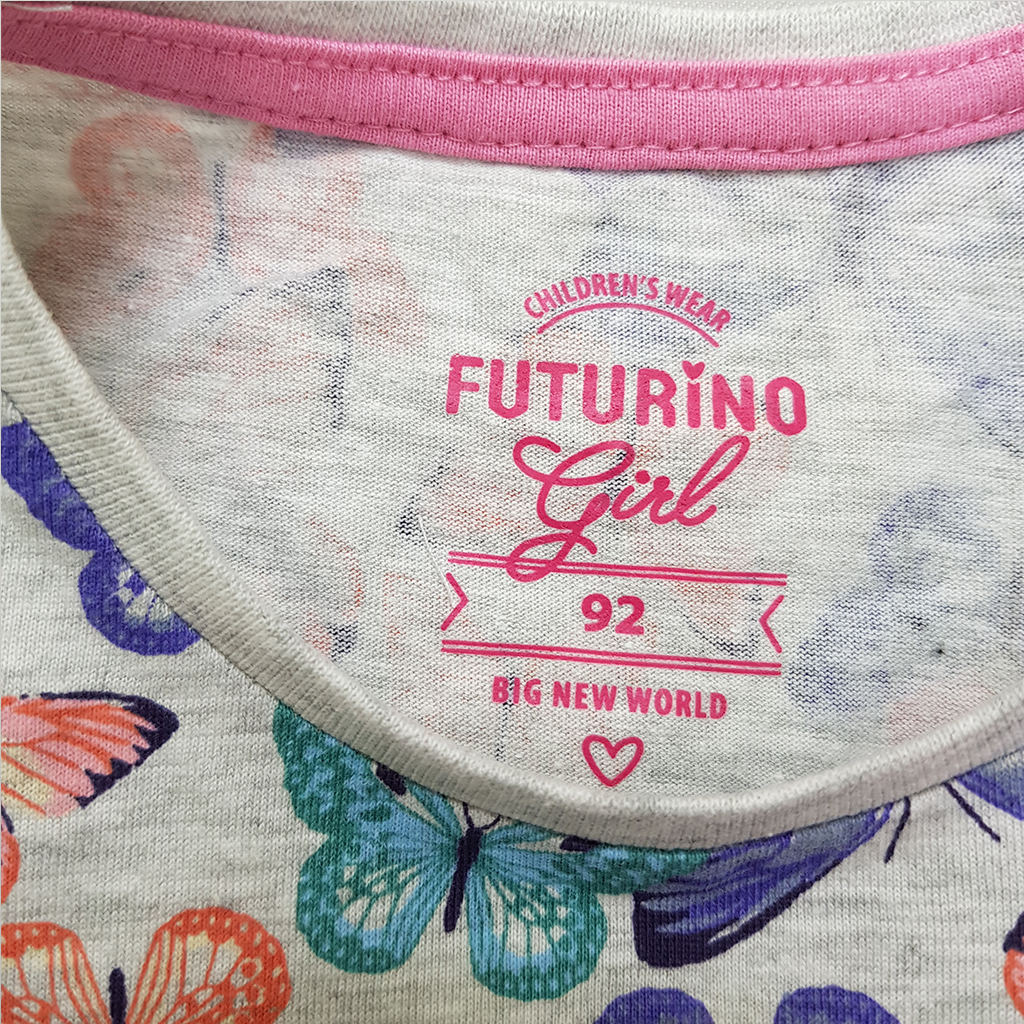 CHILDREN'S WEAR
FUTURiNO
Girl
92
BIG NEW WORLD